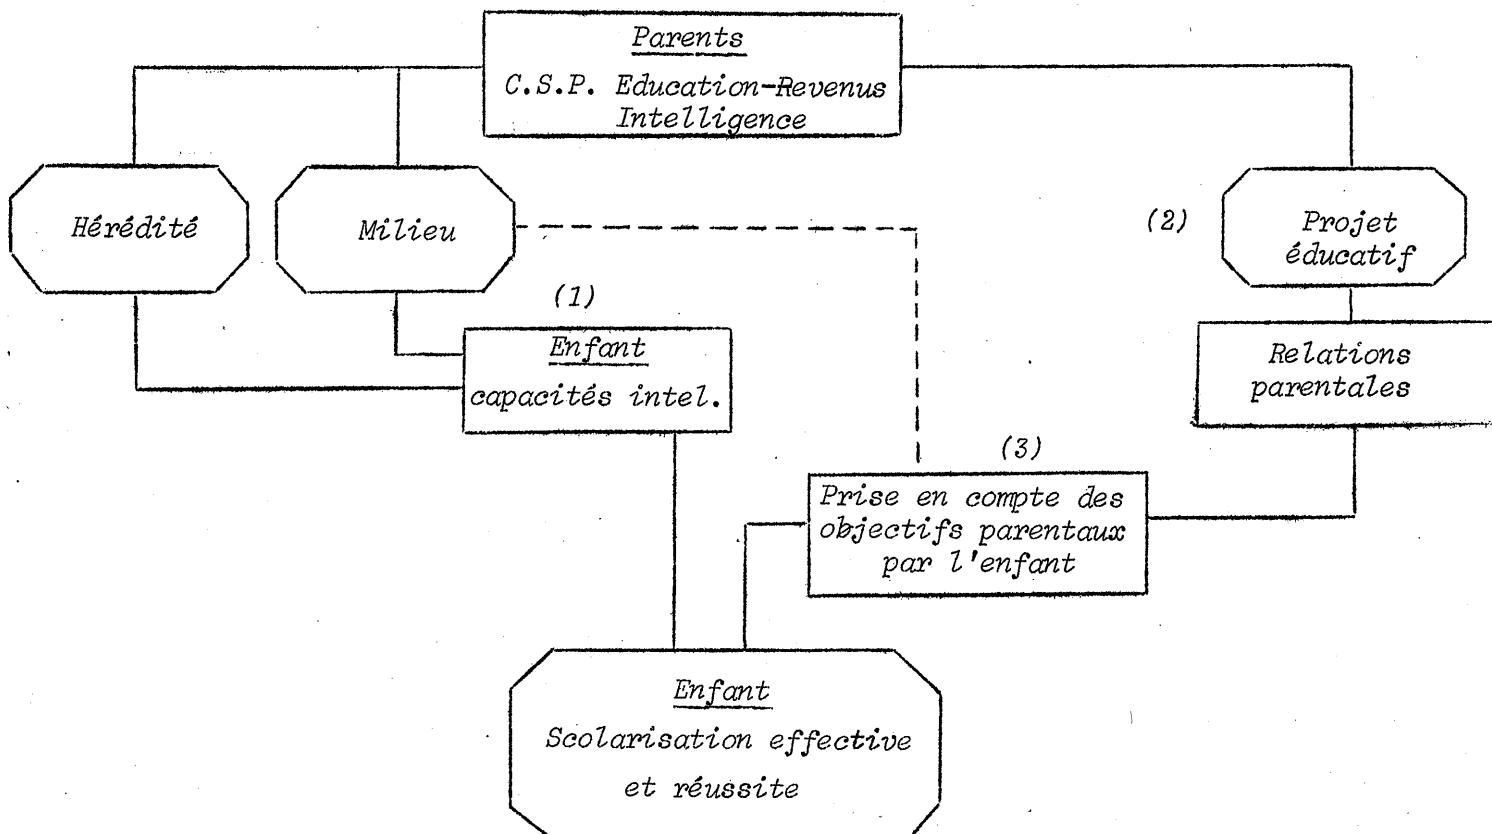 Parents
C.S.P. Education-Revenus
Intelligence
Hérédité
Milieu
(2)
Projet
éducatif
(1)
Enfant
capacités intel.
Relations
parentales
(3)
Prise en compte des
objectifs parentaux
par l'enfant
Enfant
Scolarisation effective
et réussite